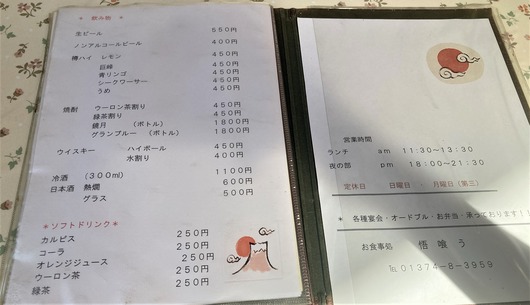 ＊ 飲み物 ＊
生ビール 550円
ノンアルコールビール 400円
樽ハイ レモン 450円
巨峰 450円
青リンゴ 450円
シークワーサー 450円
うめ 450円
焼酎 ウーロン茶割り 450円
緑茶割り 450円
鏡月 （ボトル） 1800円
グランブルー （ボトル） 1800円
ウイスキー ハイボール 450円
水割り 400円
冷酒 （300ml） 1100円
日本酒 熱燗 600円
グラス 500円
＊ソフトドリンク＊
カルピス 250円
コーラ 250円
オレンジジュース 250円
ウーロン茶 250円
緑茶 250円
営業時間
ランチ am 11:30~13:30
夜の部 pm 18:00~21:30
定休日 日曜日・月曜日（第三）
＊ 各種宴会・オードブル・お弁当・承っております！！
お食事処 悟喰う
℡ 01374-8-3959